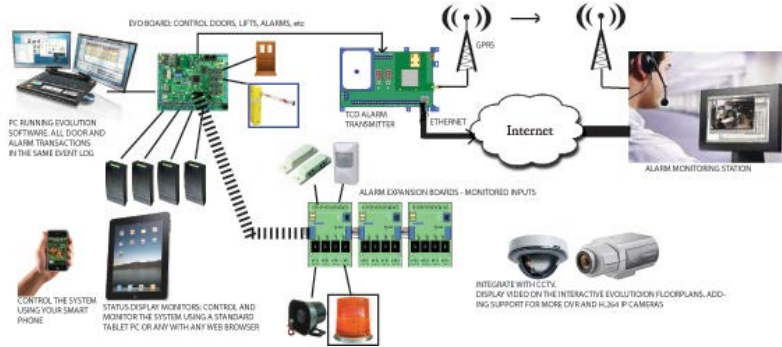 EVO BOARD: CONTROL DOORS, LIFTS, ALARMS, etc
GPRS
PC RUNNING EVOLUTION
SOFTWARE. ALL DOOR AND
ALARM TRANSACTIONS
IN THE SAME EVENT LOG
TCD ALARM
TRANSMITTER
ETHERNET
Internet
ALARM MONITORING STATION
ALARM EXPANSION BOARDS - MONITORED INPUTS
CONTROL THE SYSTEM
USING YOUR SMART
PHONE
STATUS DISPLAY MONITORS: CONTROL AND
MONITOR THE SYSTEM USING A STANDARD
TABLET PC OR ANY WITH ANY WEB BROWSER
INTEGRATE WITH CCTV.
DISPLAY VIDEO ON THE INTERACTIVE EVOLUTICION FLOORPLANS. ADD-
ING SUPPORT FOR MORE DVR AND H.264 IP CAMERAS